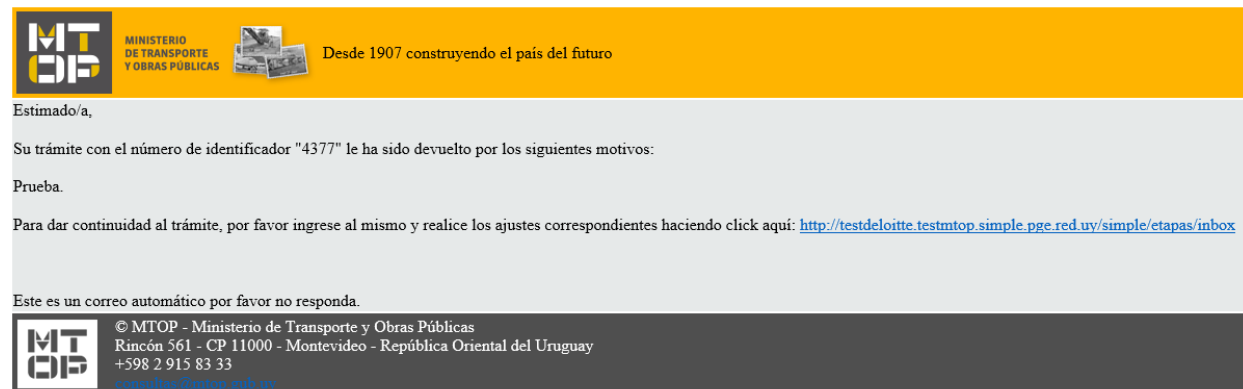 MT
OP
MINISTERIO
DE TRANSPORTE
Y OBRAS PÚBLICAS
Desde 1907 construyendo el país del futuro
Estimado/a,
Su trámite con el número de identificador "4377" le ha sido devuelto por los siguientes motivos:
Prueba.
Para dar continuidad al trámite, por favor ingrese al mismo y realice los ajustes correspondientes haciendo click aquí: http://testdeloitte.testmtop.simple.pge.red.uy/simple/etapas/inbox
Este es un correo automático por favor no responda.
MT
OP
© MTOP - Ministerio de Transporte y Obras Públicas
Rincón 561 - CP 11000 - Montevideo - República Oriental del Uruguay
+598 2 915 83 33